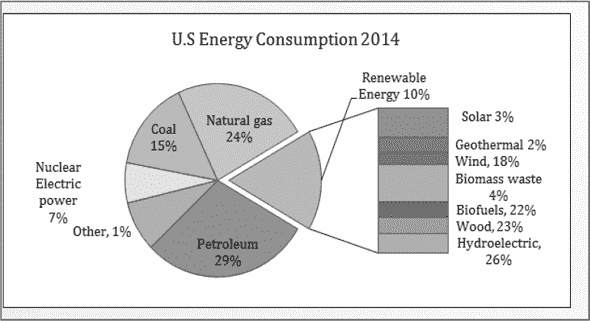 U.S Energy Consumption 2014
Renewable
Energy 10%
Natural gas
24%
Coal
15%
Nuclear
Electric
power
7%
Other, 1%
Petroleum
29%
Solar 3%
Geothermal 2%
Wind, 18%
Biomass waste
4%
Biofuels, 22%
Wood, 23%
Hydroelectric,
26%